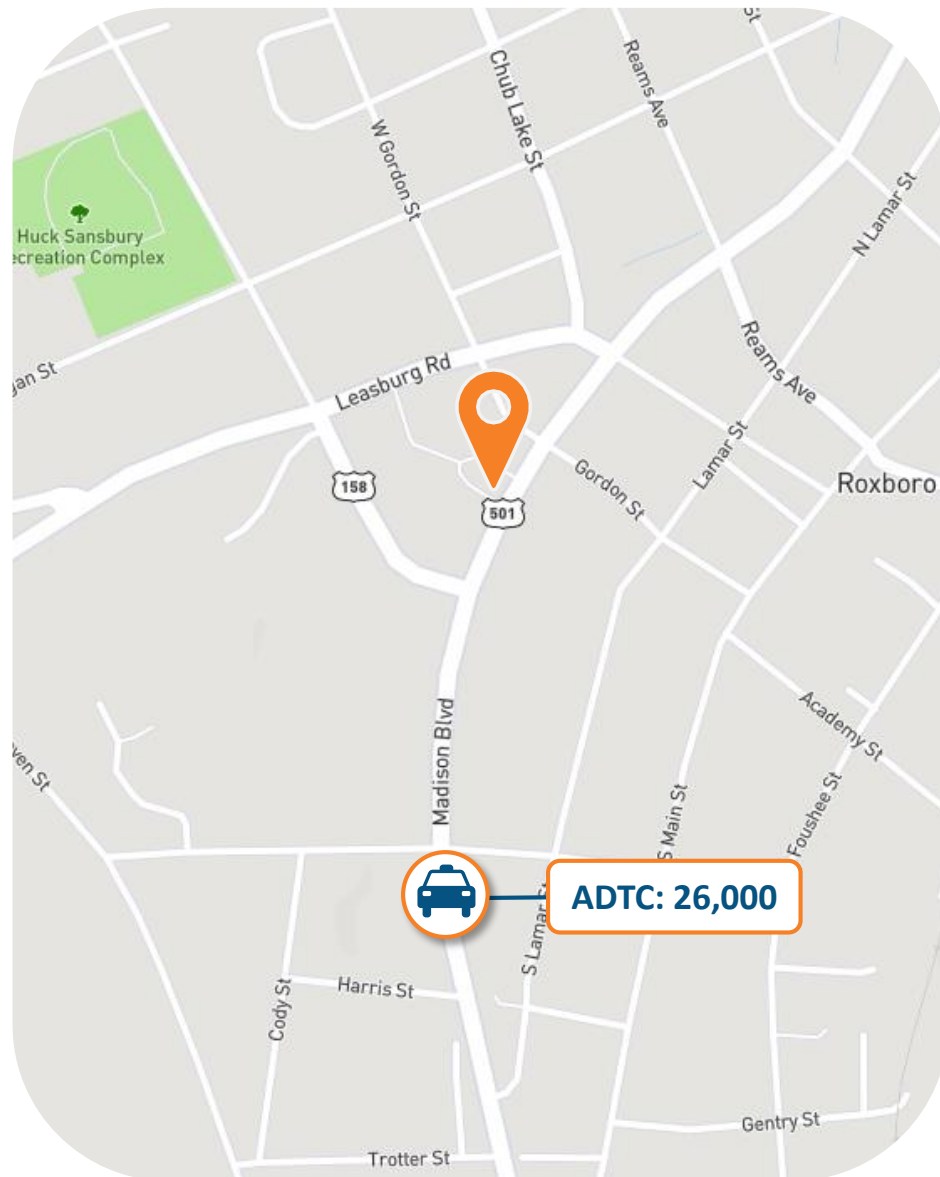 St
Reams Ave
Chub Lake St
W Gordon St
N Lamar St
Huck Sansbury
ecreation Complex
gan St
Leasburg Rd
Reams Ave
Lamar St
Gordon St
Roxboro
158
501
Academy St
Madison Blvd
ven St
S Main St
Foushee St
ADTC: 26,000
S Lamar St
Harris St
Cody St
Gentry St
Trotter St